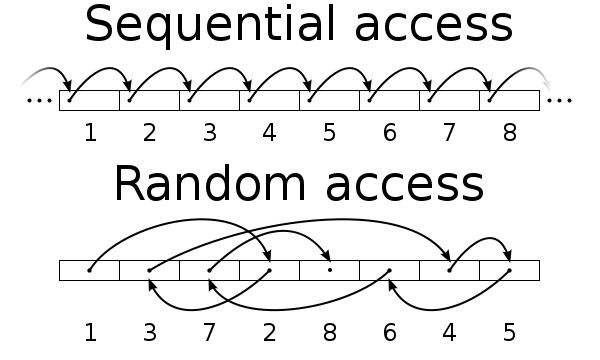 Sequential access
... ...
1 2 3 4 5 6 7 8
Random access
1 3 7 2 8 6 4 5